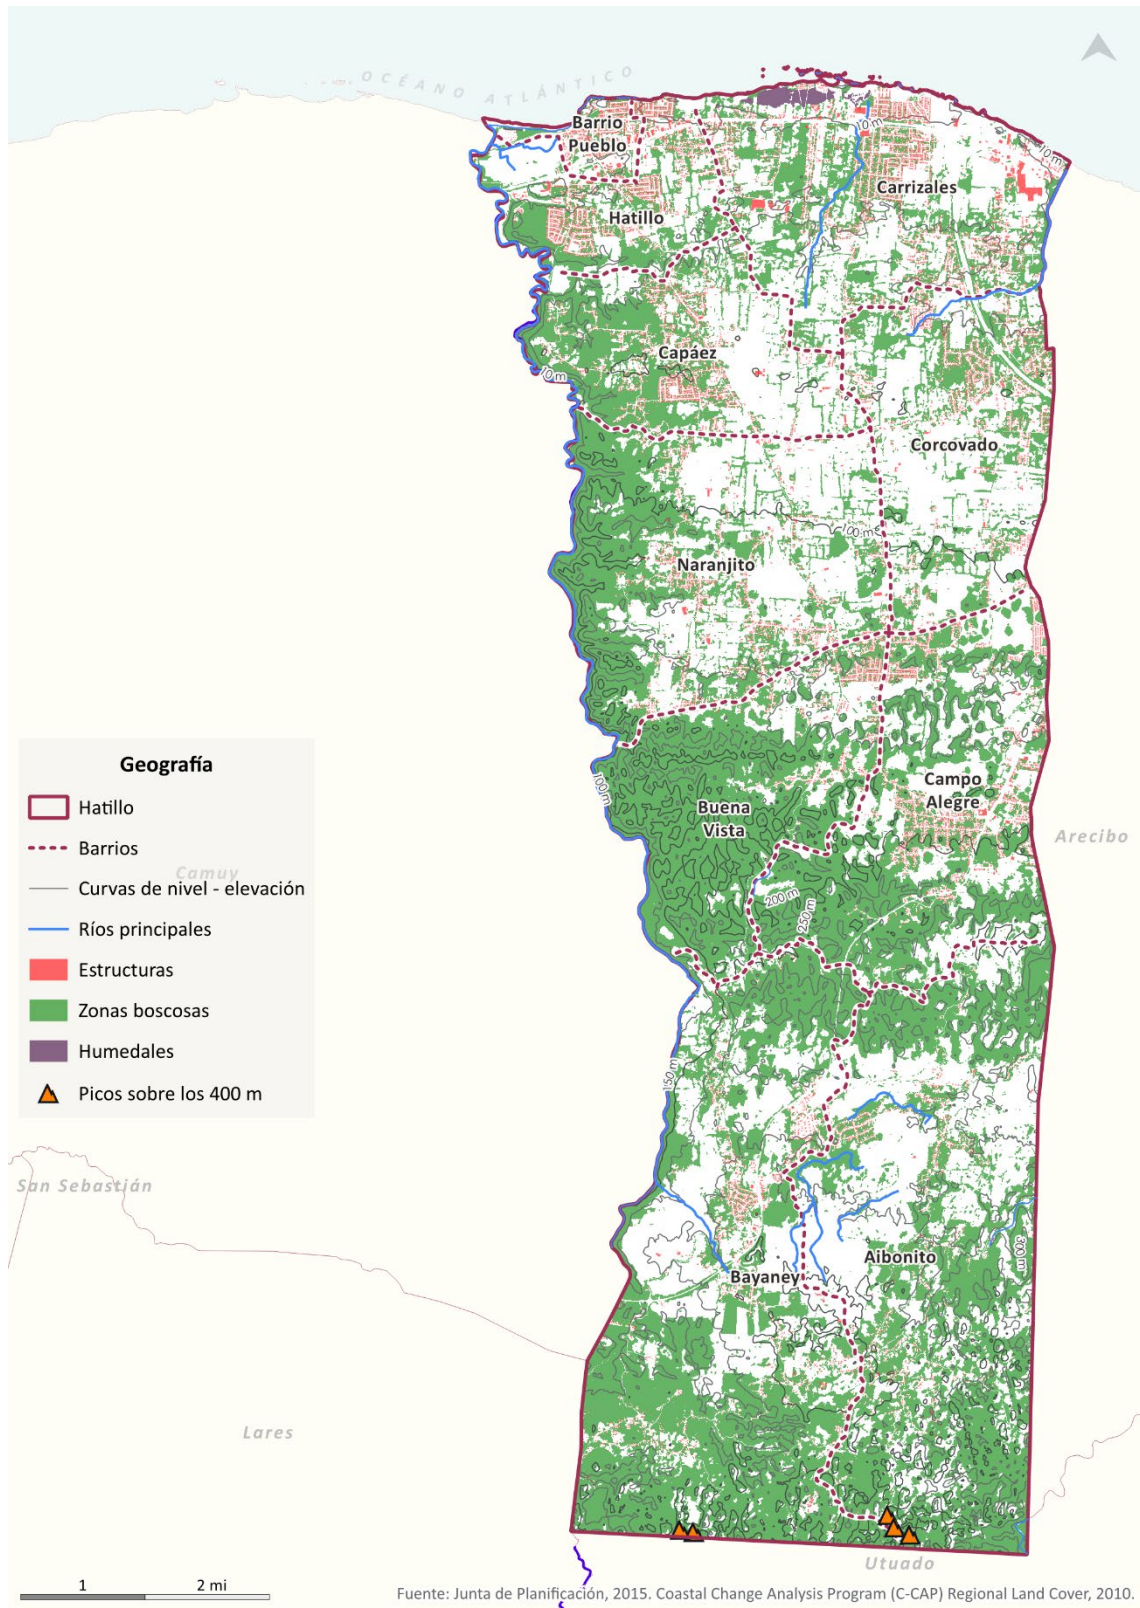 OCÉANO ATLÁNTICO
10 m
10 m
Barrio
Pueblo
Carrizales
Hatillo
Capáez
10 m
Corcovado
100 m
Naranjito
Geografía
Hatillo
Barrios
Curvas de nivel - elevación
Ríos principales
Estructuras
Zonas boscosas
Humedales
Picos sobre los 400 m
100 m
Buena
Vista
Campo
Alegre
Arecibo
Camuy
200 m
250 m
150 m
San Sebastián
Aibonito
300 m
Bayaney
Lares
Utuado
1 2 mi
Fuente: Junta de Planificación, 2015. Coastal Change Analysis Program (C-CAP) Regional Land Cover, 2010.